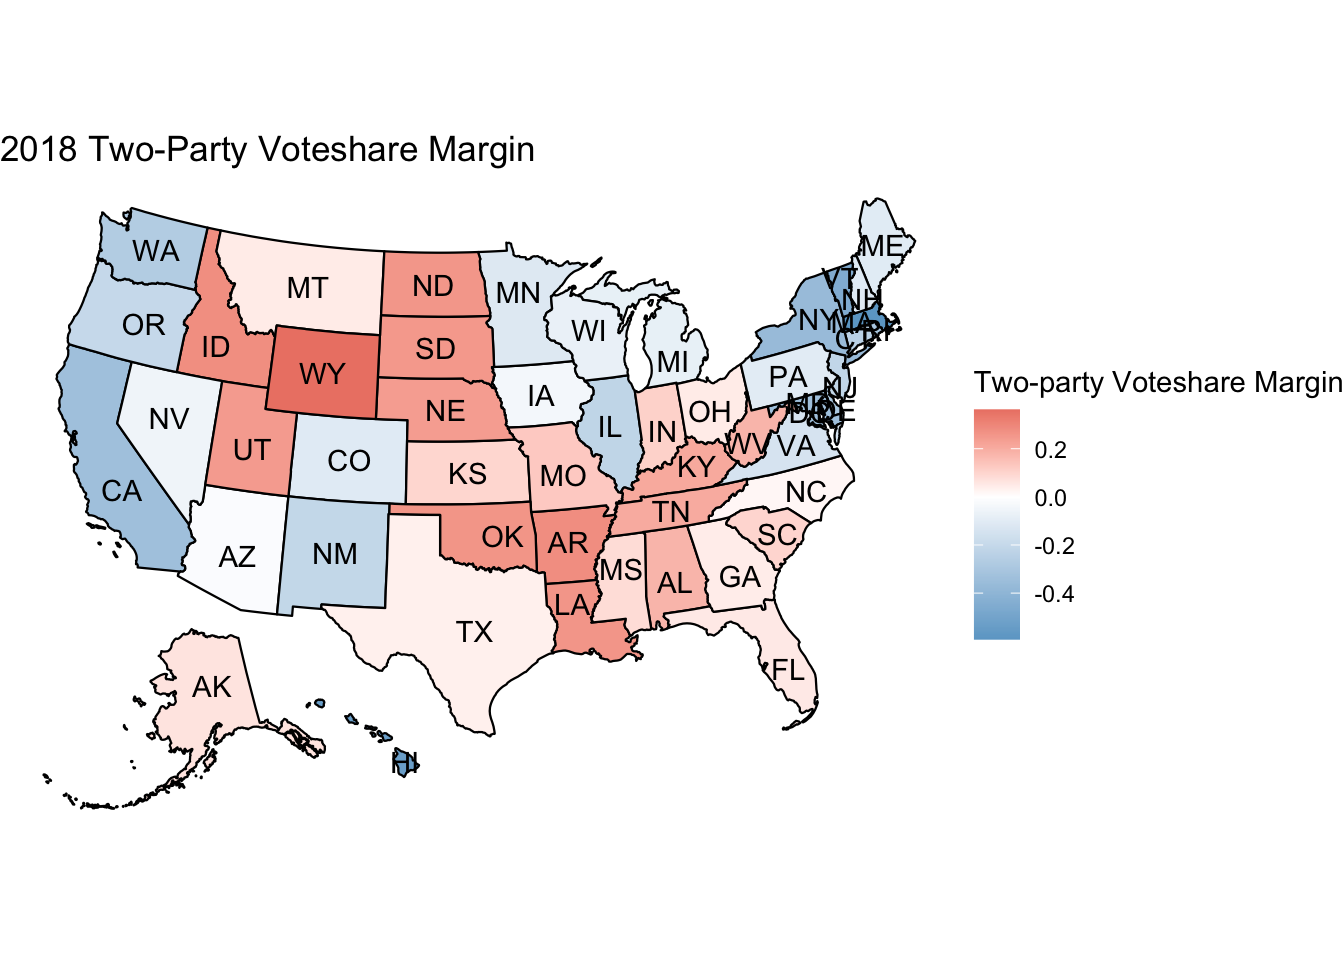 2018 Two-Party Voteshare Margin
ME
WA
VT
MT
ND
MN
NH
OR
NY
MA
WI
CT
RI
ID
SD
MI
WY
PA
Two-party Voteshare Margin
NJ
IA
NE
OH
DE
NV
IL
IN
UT
CO
WV
VA
0.2
KS
MO
KY
CA
NC
0.0
TN
OK
AR
SC
-0.2
AZ
NM
MS
AL
GA
-0.4
LA
TX
FL
AK
HI